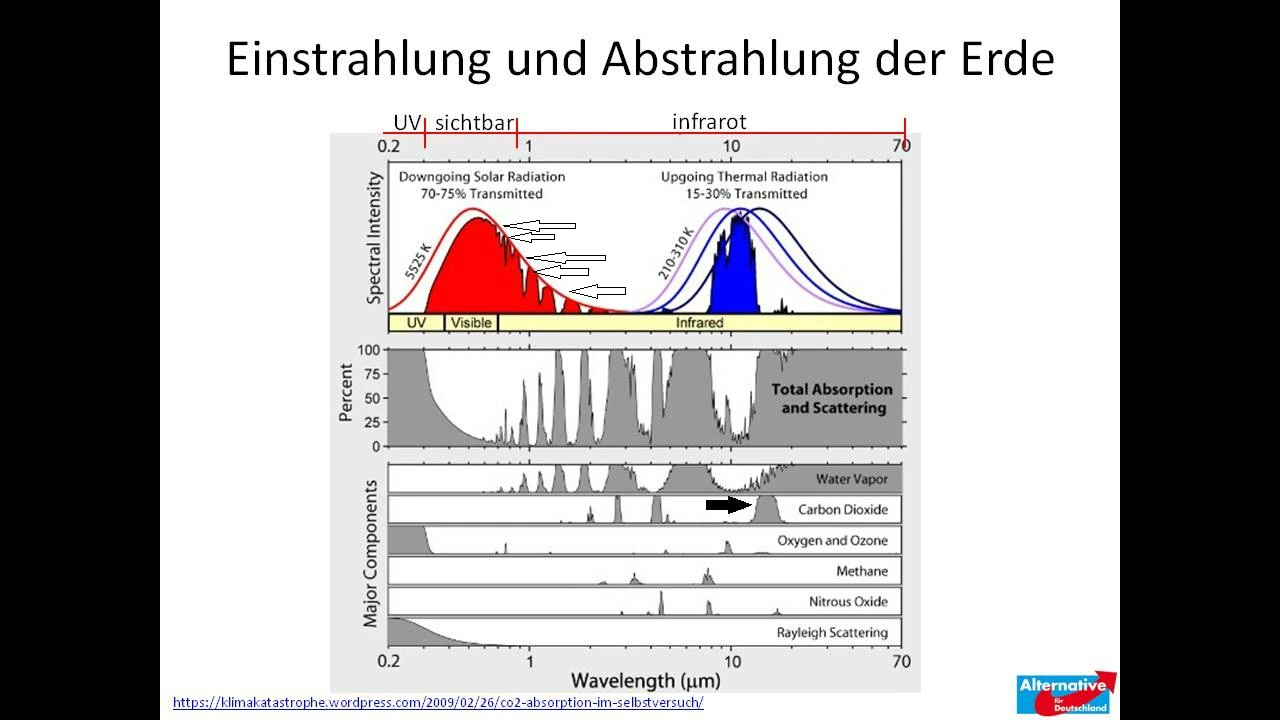 Einstrahlung und Abstrahlung der Erde
UV sichtbar infrarot
0.2 1 10 70
Downgoing Solar Radiation
70-75% Transmitted
Upgoing Thermal Radiation
15-30% Transmitted
Spectral Intensity
5525 K
210-310 K
UV Visible Infrared
Percent
100
75
50
25
0
Total Absorption
and Scattering
Major Components
Water Vapor
Carbon Dioxide
Oxygen and Ozone
Methane
Nitrous Oxide
Rayleigh Scattering
0.2 1 10 70
Wavelength (μm)
https://klimakatastrophe.wordpress.com/2009/02/26/co2-absorption-im-selbstversuch/
Alternative
für
Deutschland